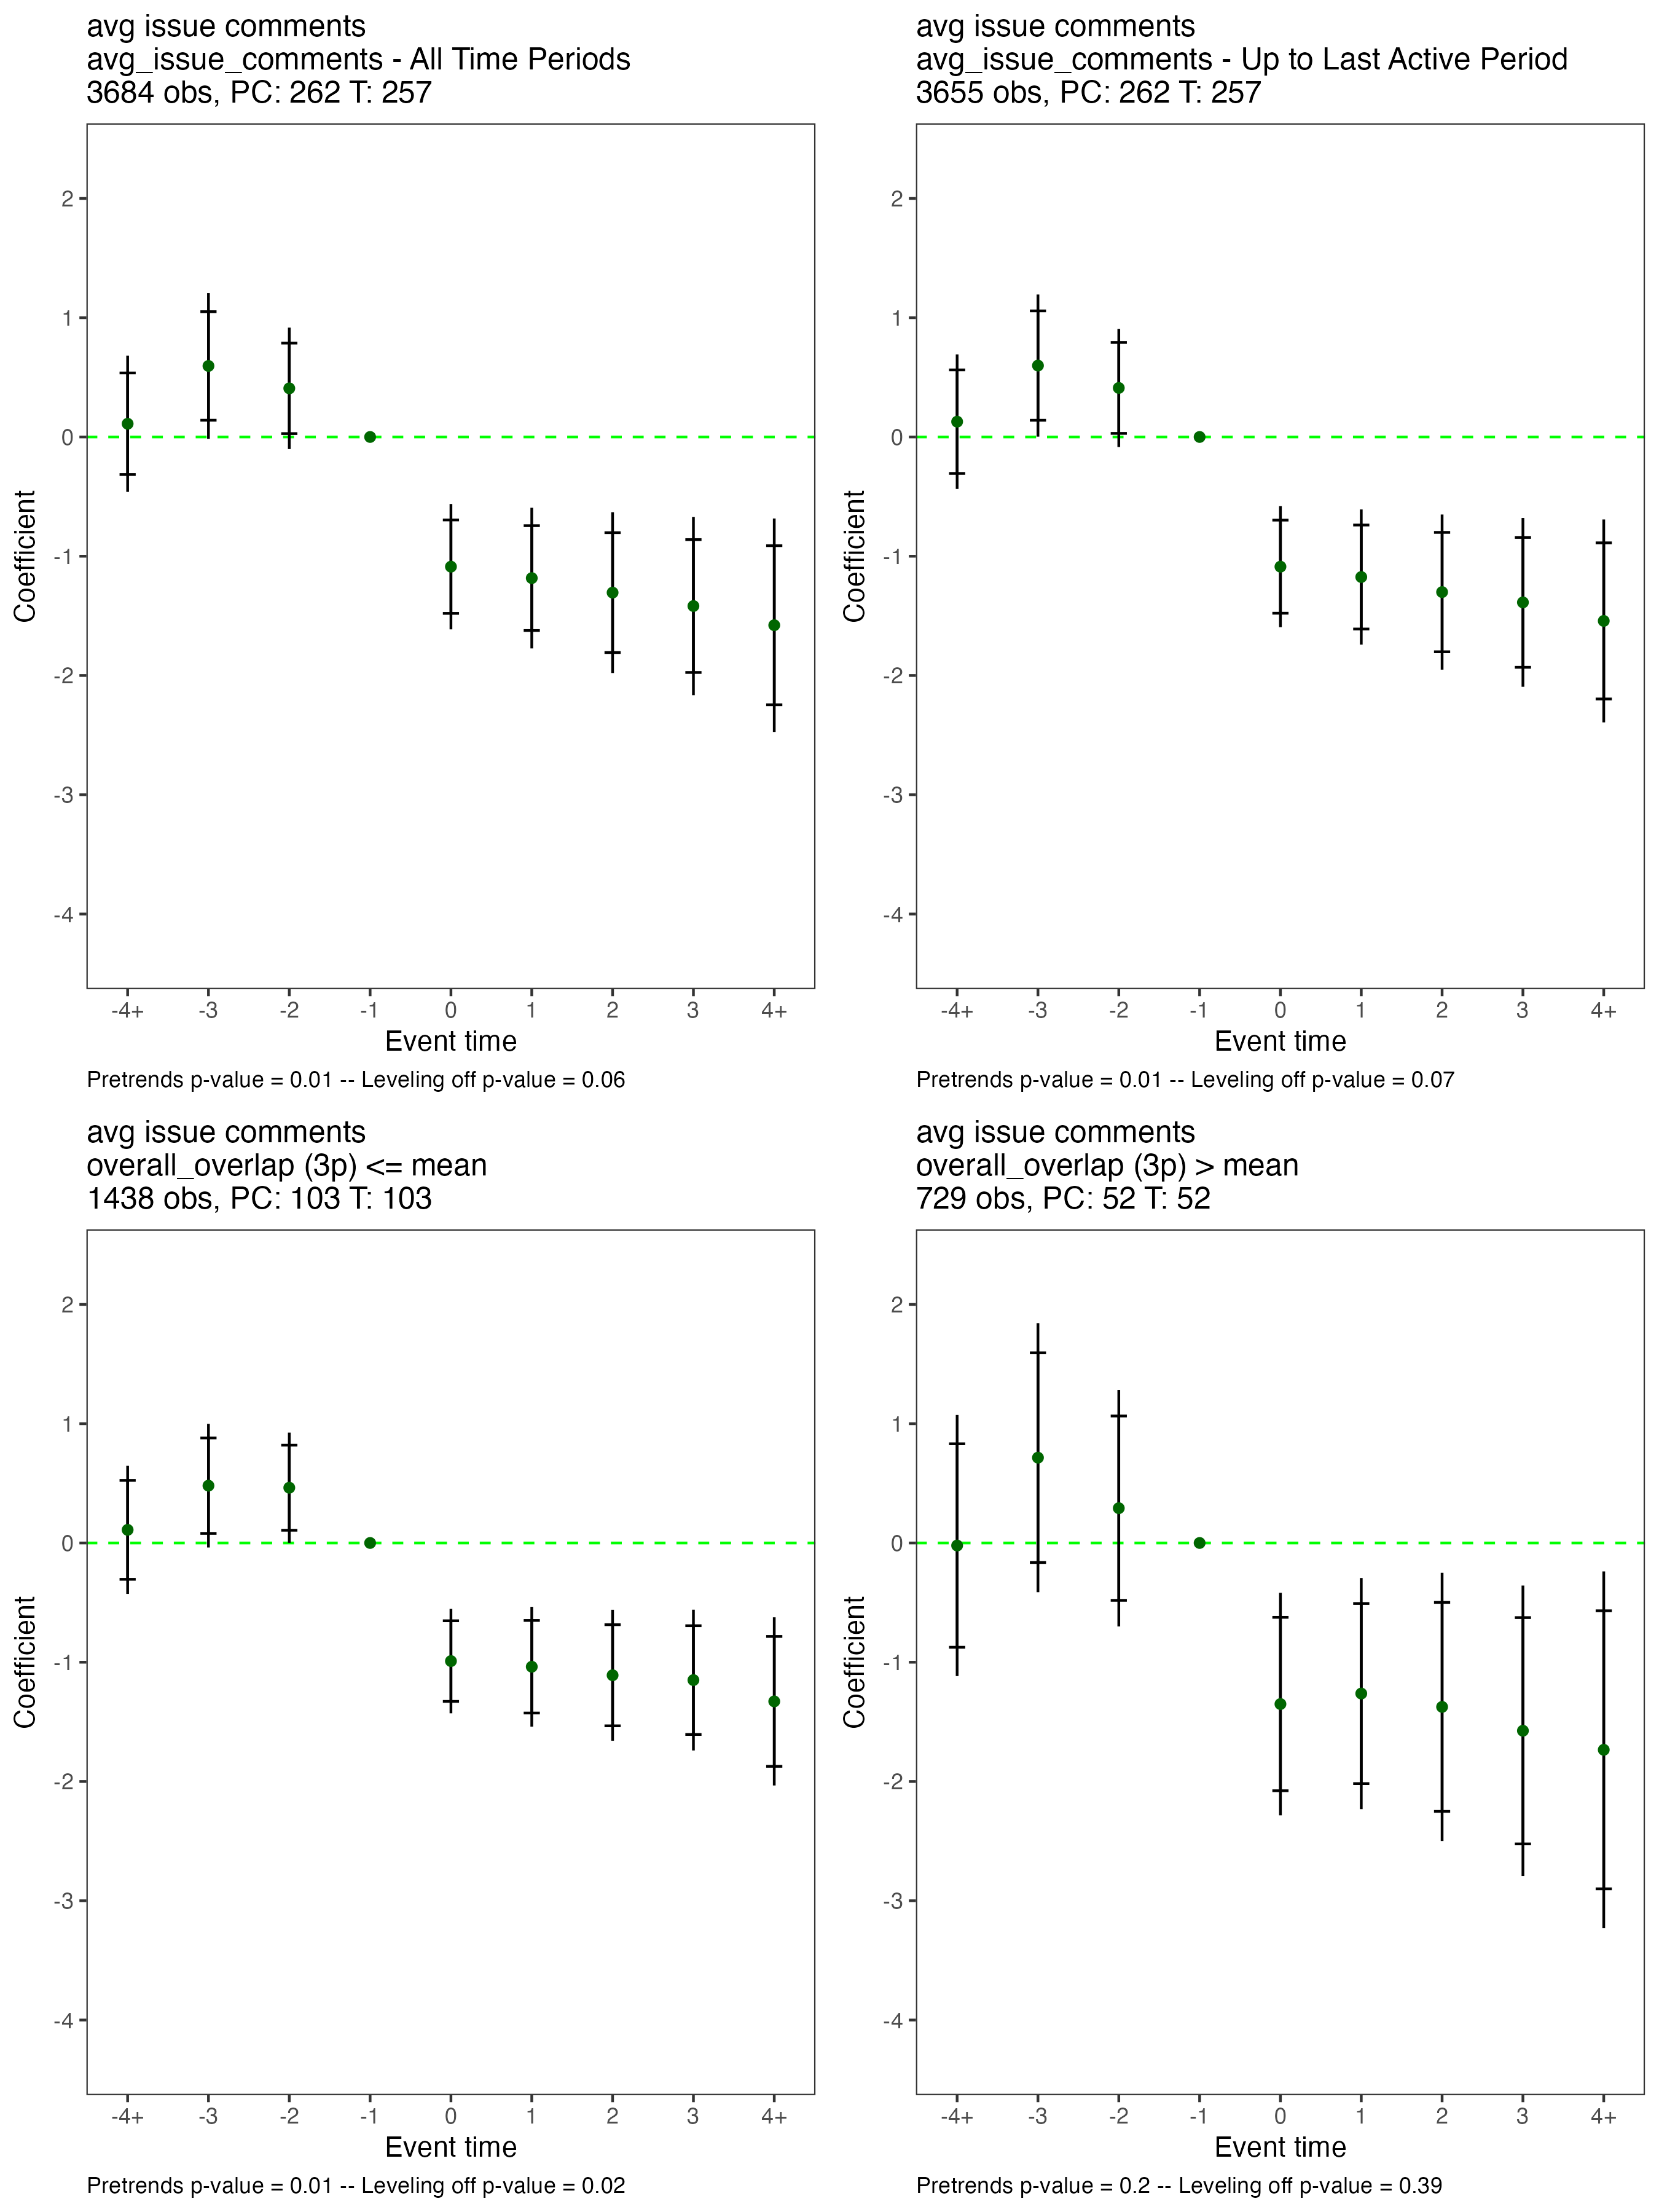 avg issue comments
avg_issue_comments - All Time Periods
3684 obs, PC: 262 T: 257
2
1
0
-1
-2
-3
-4
Coefficient
-4+ -3 -2 -1 0 1 2 3 4+
Event time
Pretrends p-value = 0.01 -- Leveling off p-value = 0.06
avg issue comments
avg_issue_comments - Up to Last Active Period
3655 obs, PC: 262 T: 257
2
1
0
-1
-2
-3
-4
Coefficient
-4+ -3 -2 -1 0 1 2 3 4+
Event time
Pretrends p-value = 0.01 -- Leveling off p-value = 0.07
avg issue comments
overall_overlap (3p) <= mean
1438 obs, PC: 103 T: 103
2
1
0
-1
-2
-3
-4
Coefficient
-4+ -3 -2 -1 0 1 2 3 4+
Event time
Pretrends p-value = 0.01 -- Leveling off p-value = 0.02
avg issue comments
overall_overlap (3p) > mean
729 obs, PC: 52 T: 52
2
1
0
-1
-2
-3
-4
Coefficient
-4+ -3 -2 -1 0 1 2 3 4+
Event time
Pretrends p-value = 0.2 -- Leveling off p-value = 0.39